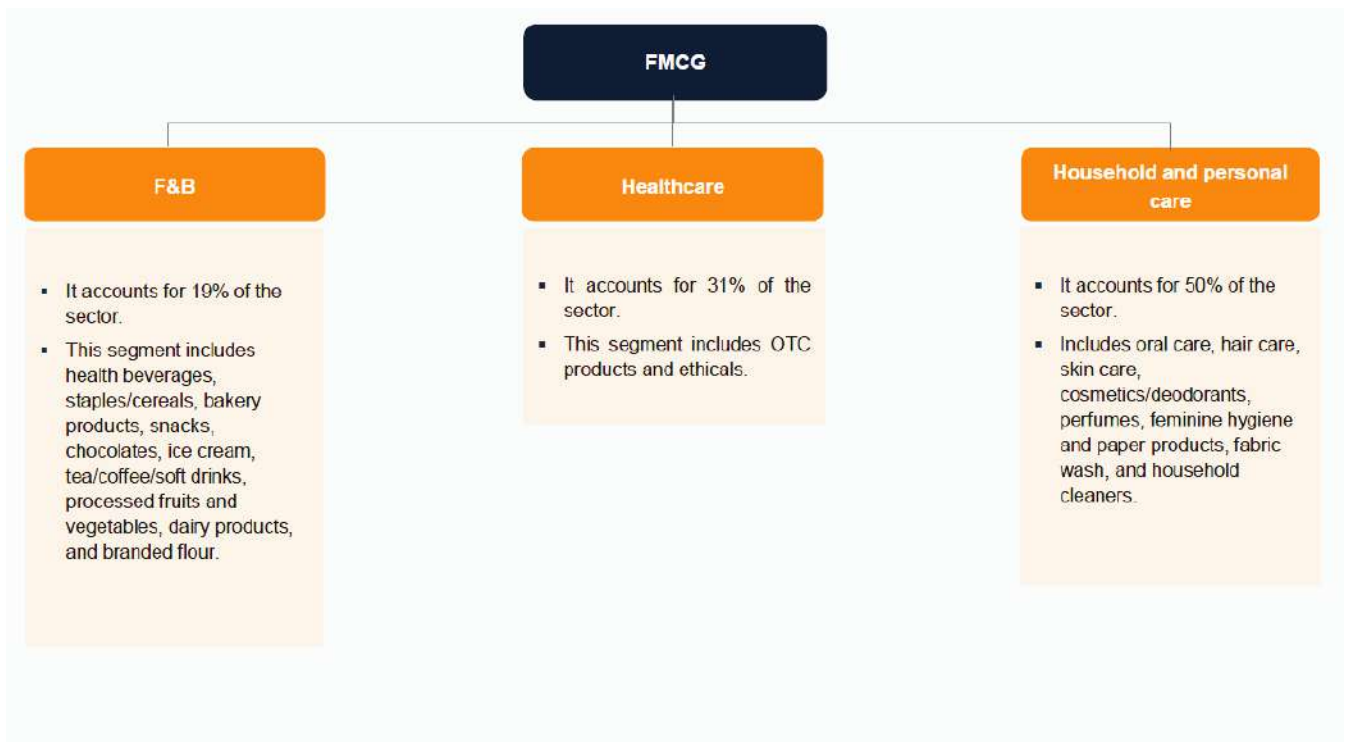 FMCG
F&B
▪ It accounts for 19% of the
sector.
▪ This segment includes
health beverages,
staples/cereals, bakery
products, snacks,
chocolates, ice cream,
tea/coffee/soft drinks,
processed fruits and
vegetables, dairy products,
and branded flour.
Healthcare
▪ It accounts for 31% of the
sector.
▪ This segment includes OTC
products and ethicals.
Household and personal
care
▪ It accounts for 50% of the
sector.
▪ Includes oral care, hair care,
skin care,
cosmetics/deodorants,
perfumes, feminine hygiene
and paper products, fabric
wash, and household
cleaners.